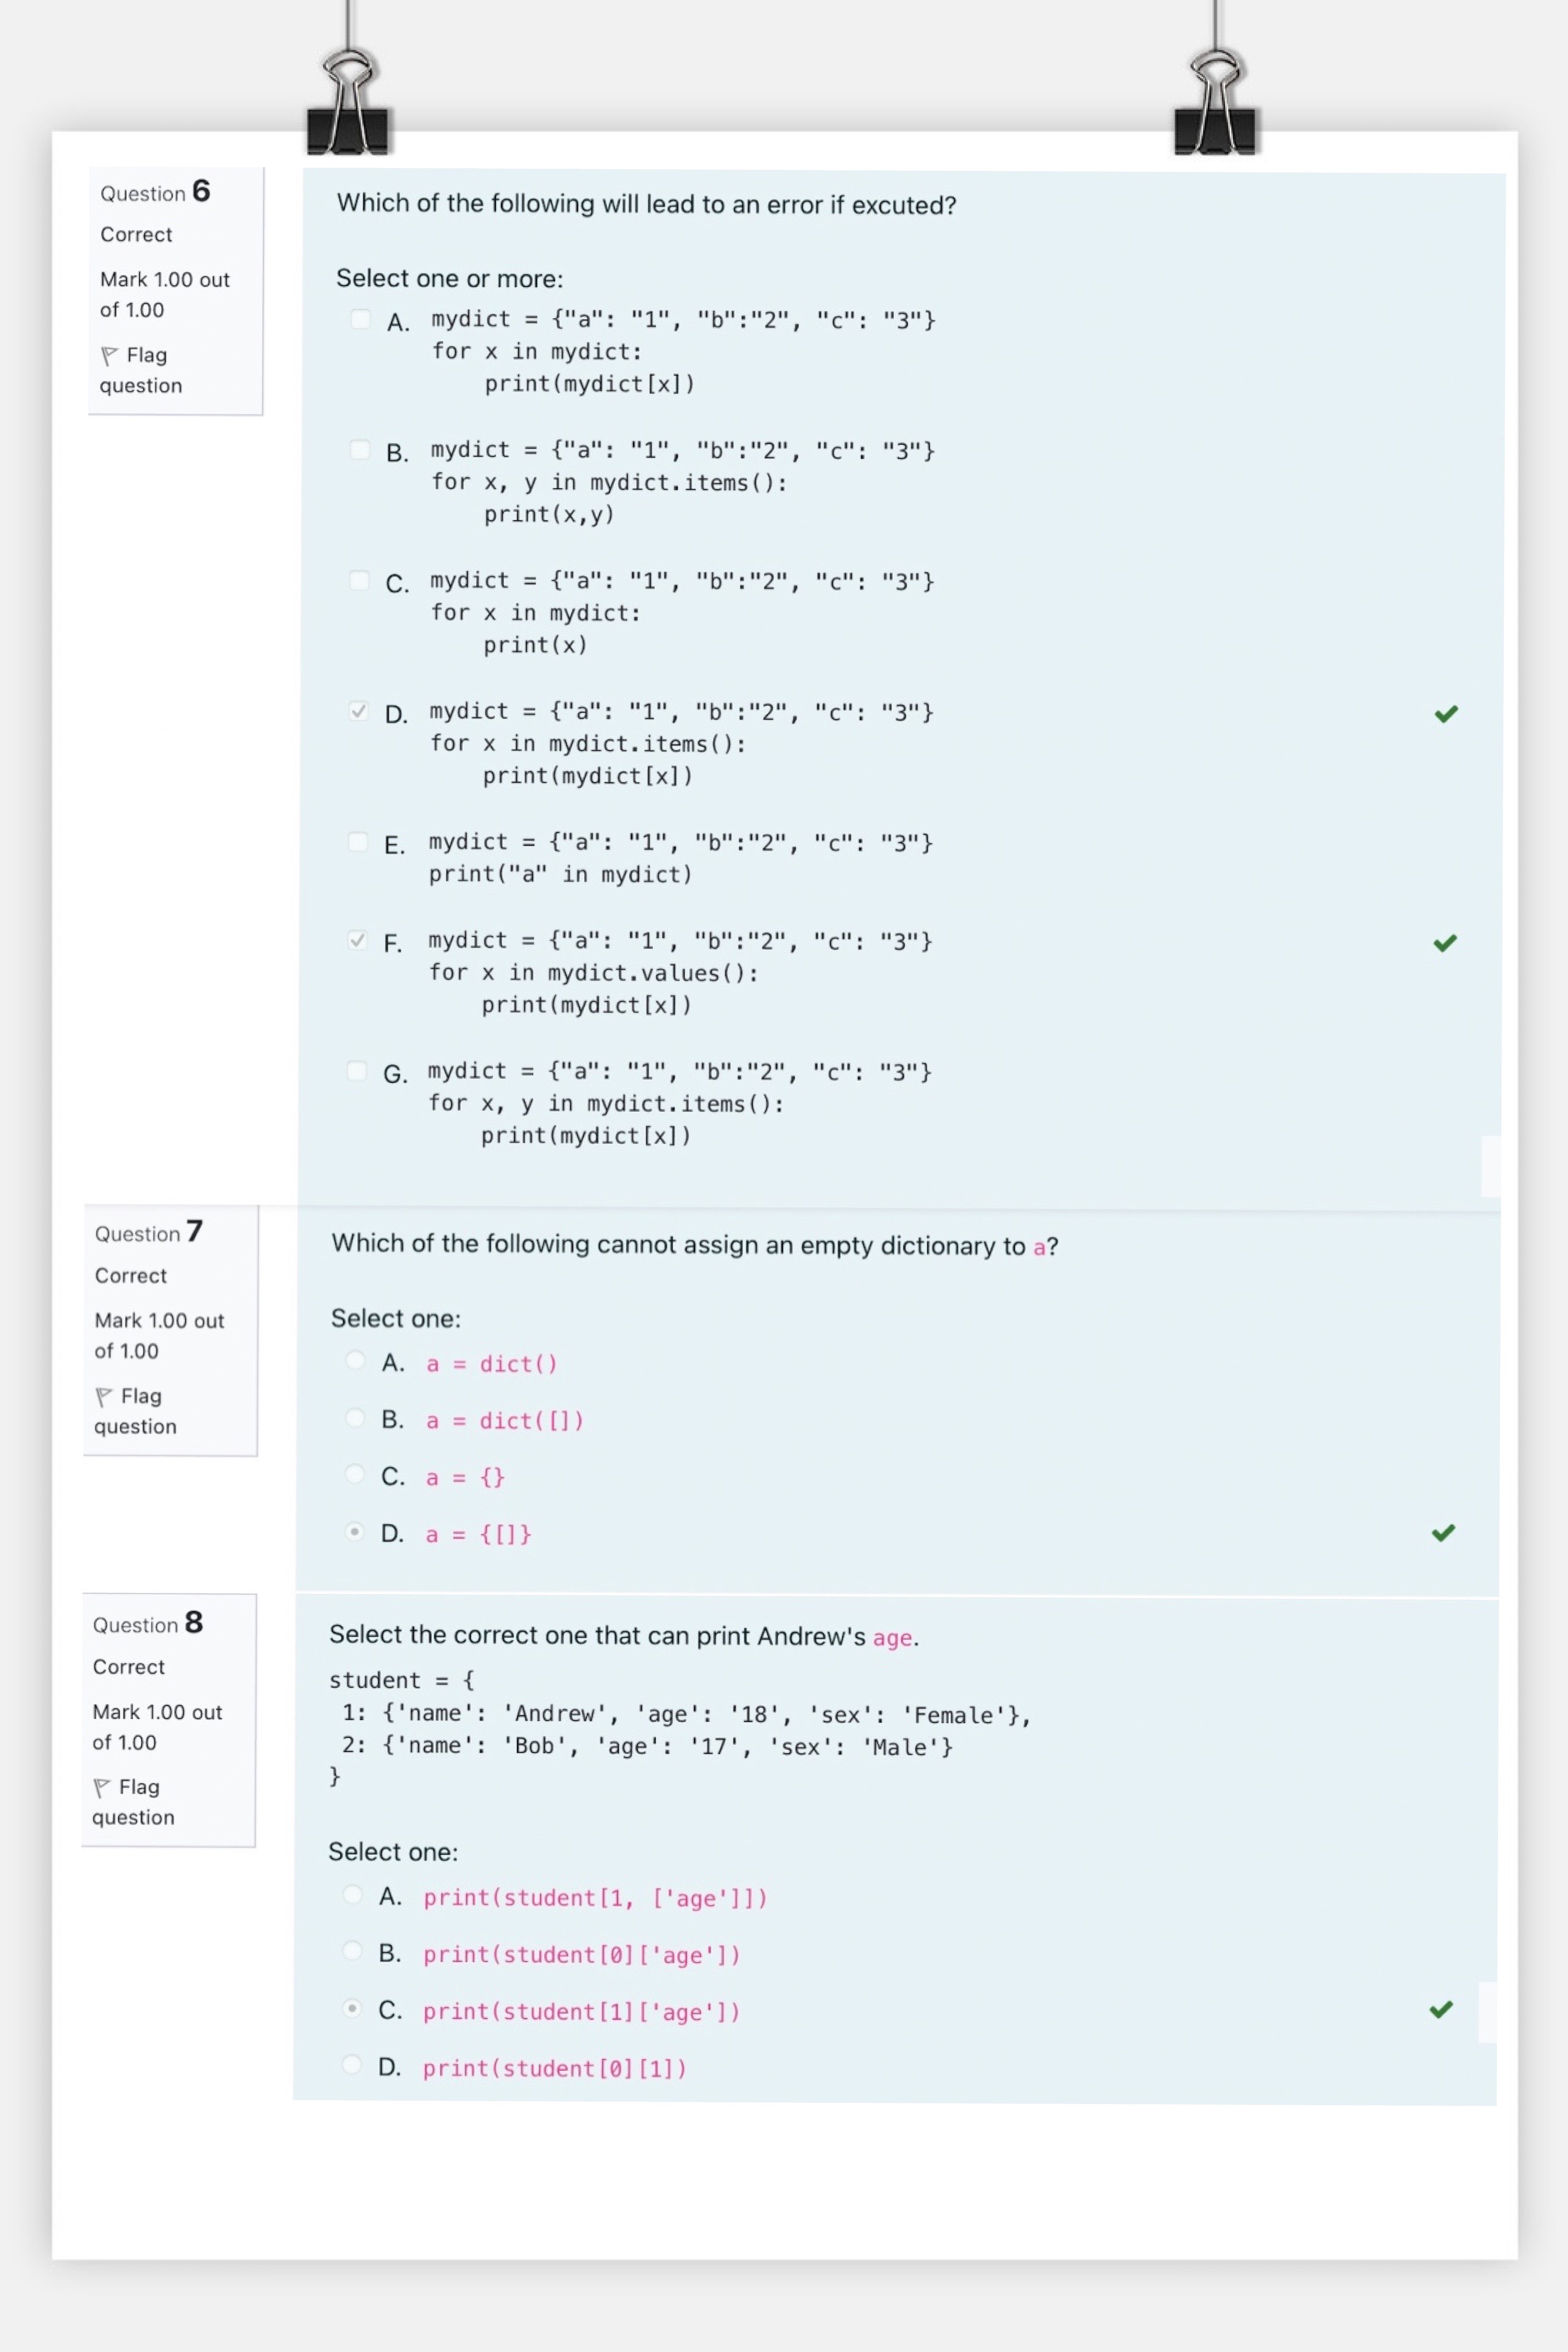 Question 6
Correct
Mark 1.00 out
of 1.00
Flag
question
Which of the following will lead to an error if excuted?
Select one or more:
A. mydict = {"a": "1", "b":"2", "c": "3"}
for x in mydict:
    print(mydict[x])
B. mydict = {"a": "1", "b":"2", "c": "3"}
for x, y in mydict.items():
    print(x,y)
C. mydict = {"a": "1", "b":"2", "c": "3"}
for x in mydict:
    print(x)
D. mydict = {"a": "1", "b":"2", "c": "3"}
for x in mydict.items():
    print(mydict[x])
E. mydict = {"a": "1", "b":"2", "c": "3"}
print("a" in mydict)
F. mydict = {"a": "1", "b":"2", "c": "3"}
for x in mydict.values():
    print(mydict[x])
G. mydict = {"a": "1", "b":"2", "c": "3"}
for x, y in mydict.items():
    print(mydict[x])
Question 7
Correct
Mark 1.00 out
of 1.00
Flag
question
Which of the following cannot assign an empty dictionary to a?
Select one:
A. a = dict()
B. a = dict([])
C. a = {}
D. a = {[]}
Question 8
Correct
Mark 1.00 out
of 1.00
Flag
question
Select the correct one that can print Andrew's age.
student = {
 1: {'name': 'Andrew', 'age': '18', 'sex': 'Female'},
 2: {'name': 'Bob', 'age': '17', 'sex': 'Male'}
}
Select one:
A. print(student[1, ['age']])
B. print(student[0]['age'])
C. print(student[1]['age'])
D. print(student[0][1])